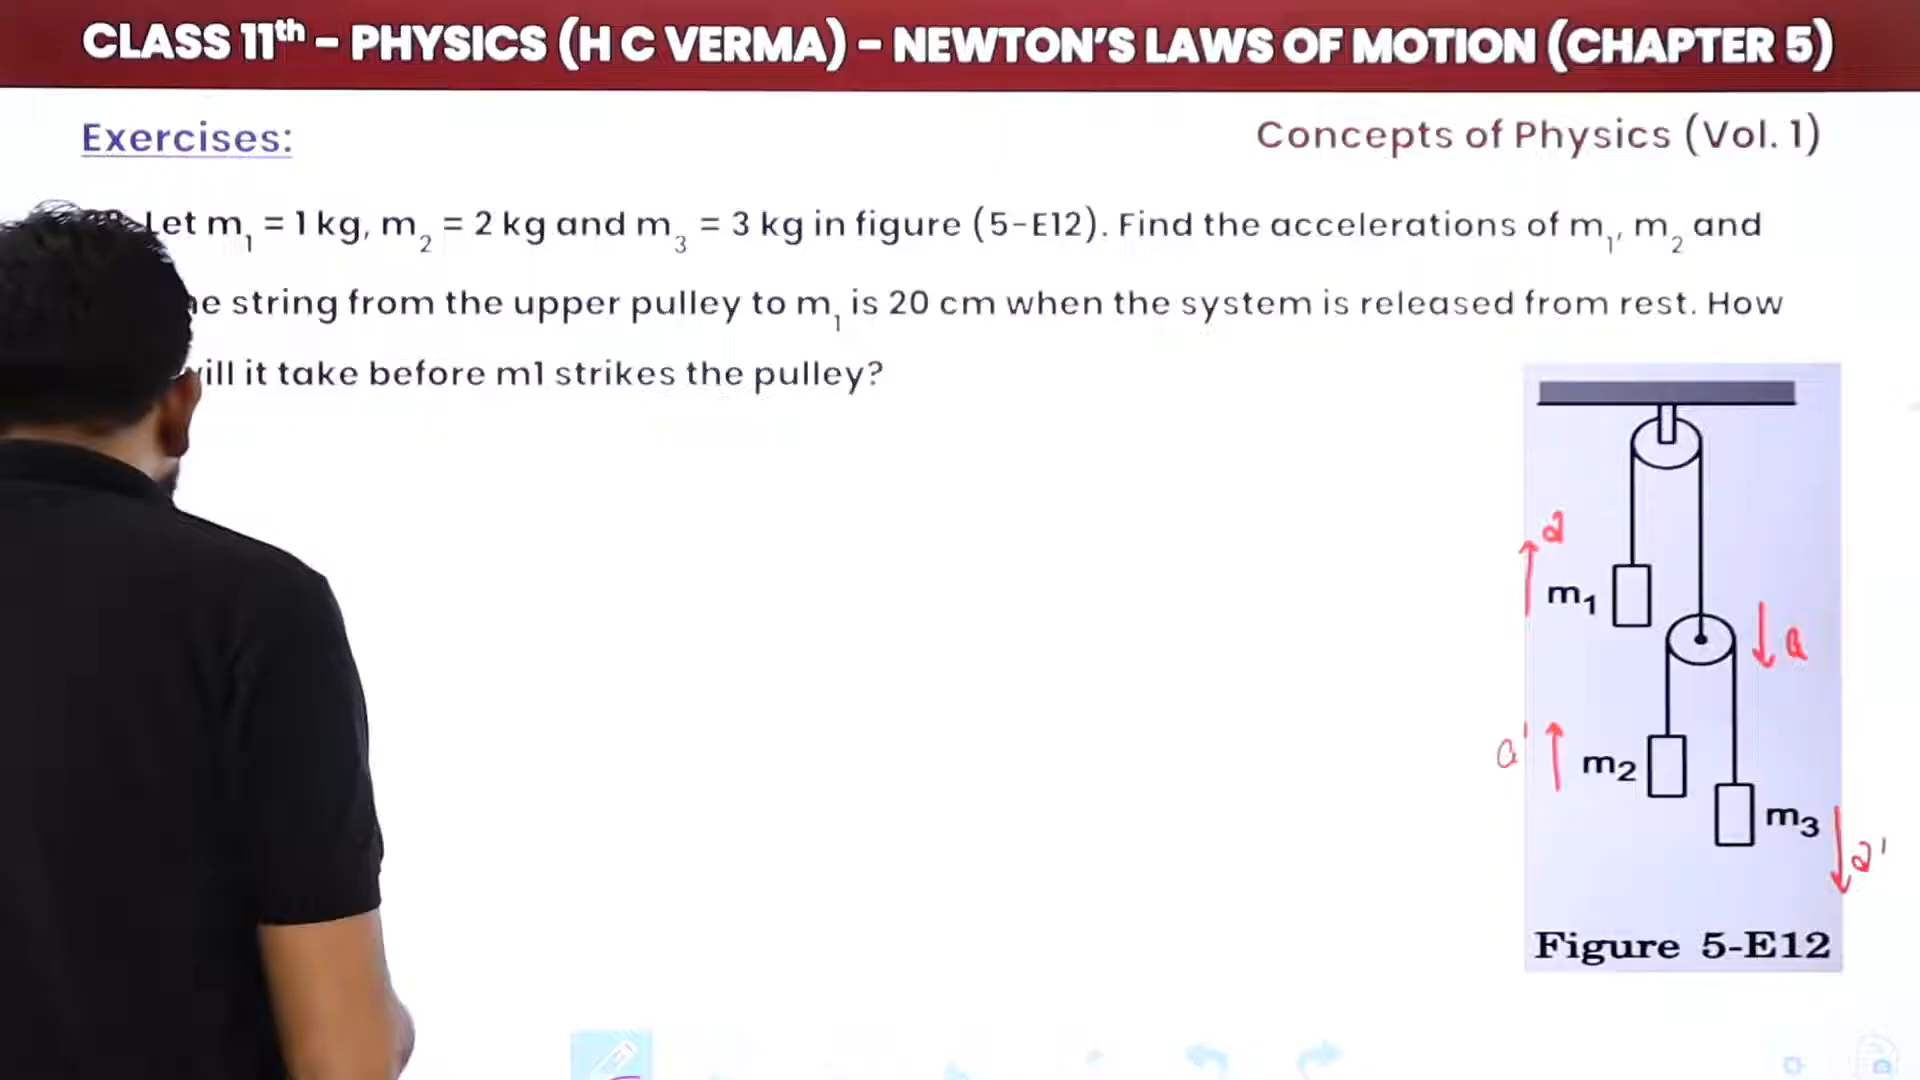 CLASS 11th - PHYSICS (H C VERMA) - NEWTON'S LAWS OF MOTION (CHAPTER 5)
Exercises:
Concepts of Physics (Vol. 1)
Let m1 = 1 kg, m2 = 2 kg and m3 = 3 kg in figure (5-E12). Find the accelerations of m1, m2 and
string from the upper pulley to m1 is 20 cm when the system is released from rest. How
it take before m1 strikes the pulley?
a
m1
a
a'
m2
m3
a'
Figure 5-E12